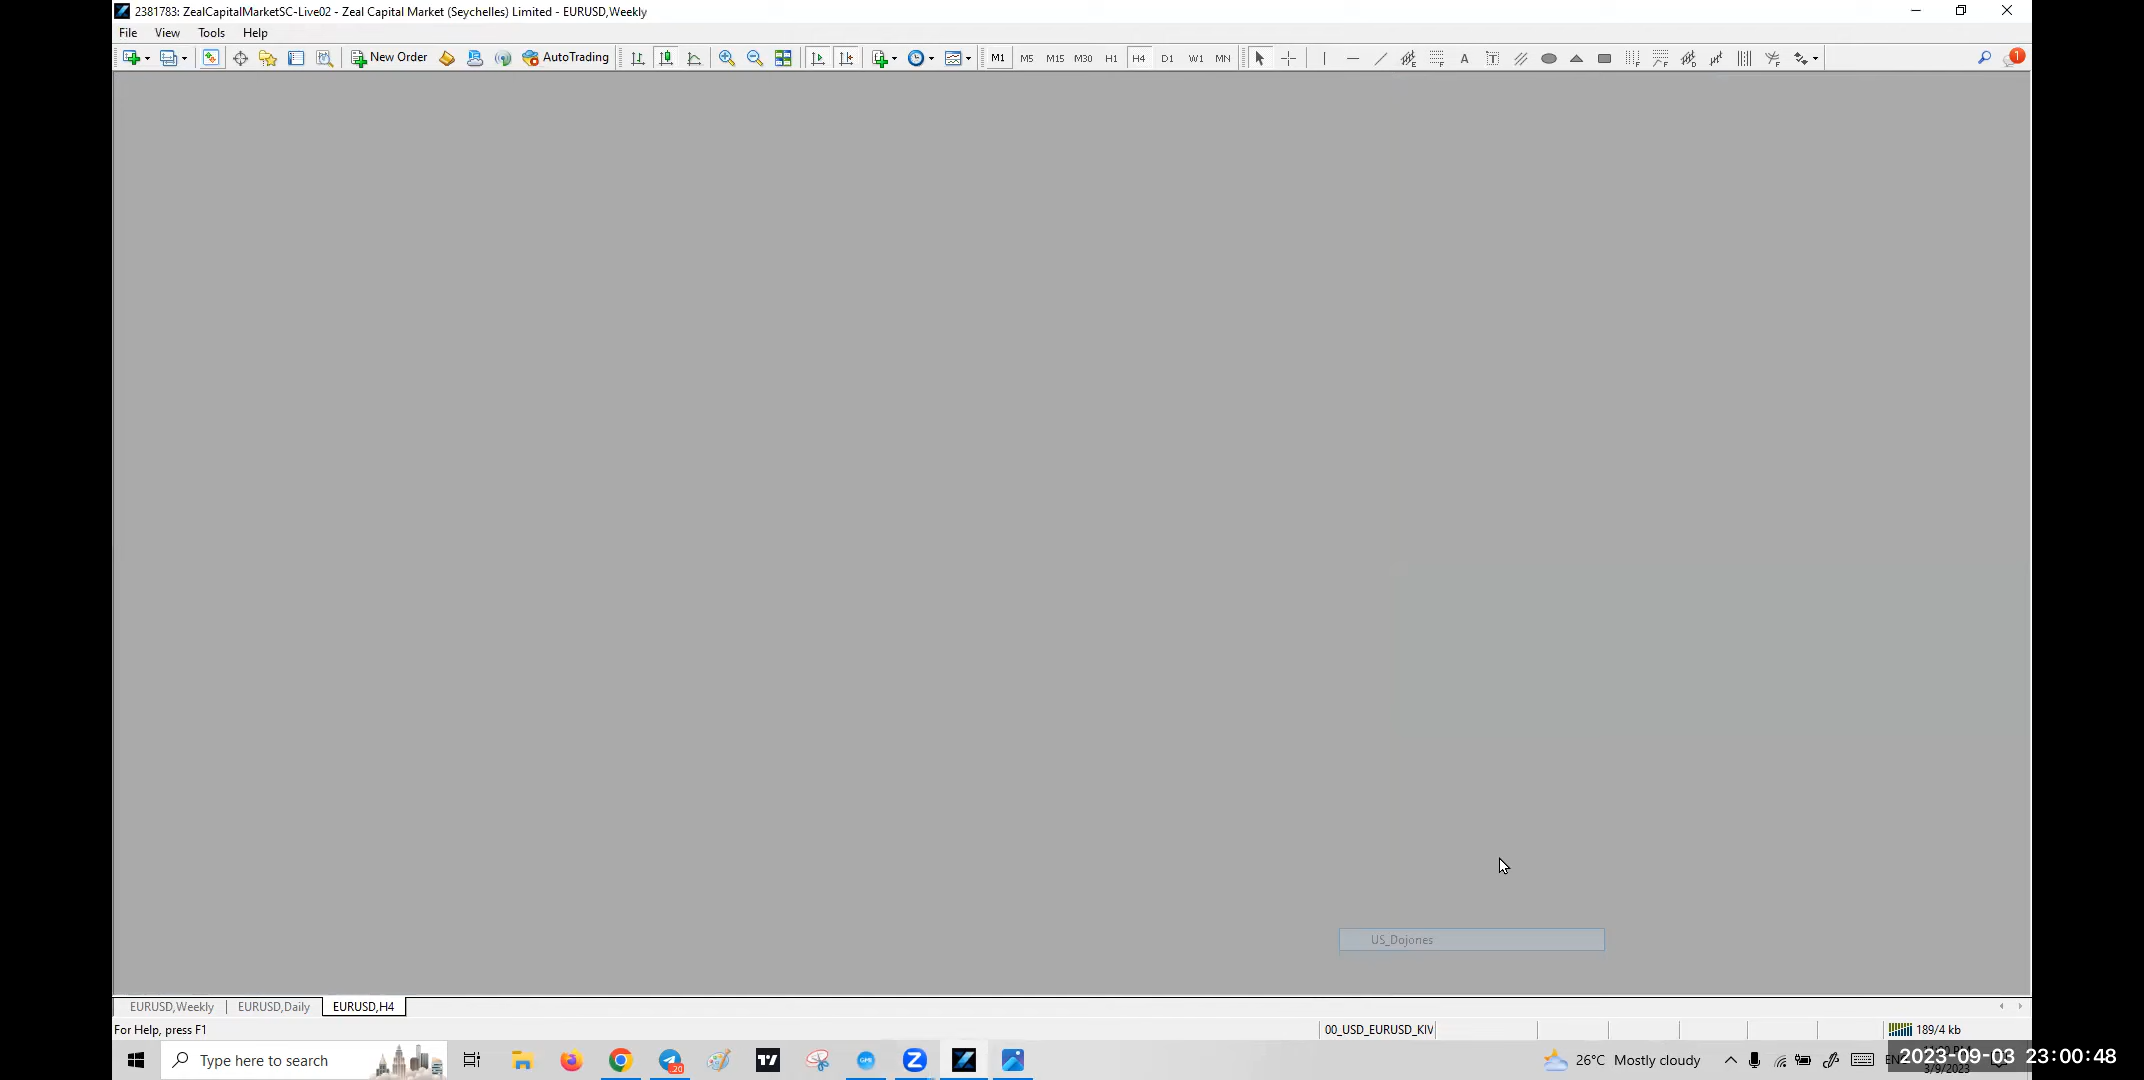 2381783: ZealCapitalMarketSC-Live02 - Zeal Capital Market (Seychelles) Limited - EURUSD,Weekly
File View Tools Help
New Order AutoTrading M1 M5 M15 M30 H1 H4 D1 W1 MN 1
US_Dojones
EURUSD,Weekly EURUSD,Daily EURUSD,H4
For Help, press F1 00_USD_EURUSD_KIV 189/4 kb
Type here to search 20 26°C Mostly cloudy 2023-09-03 23:00:48
3/9/2023